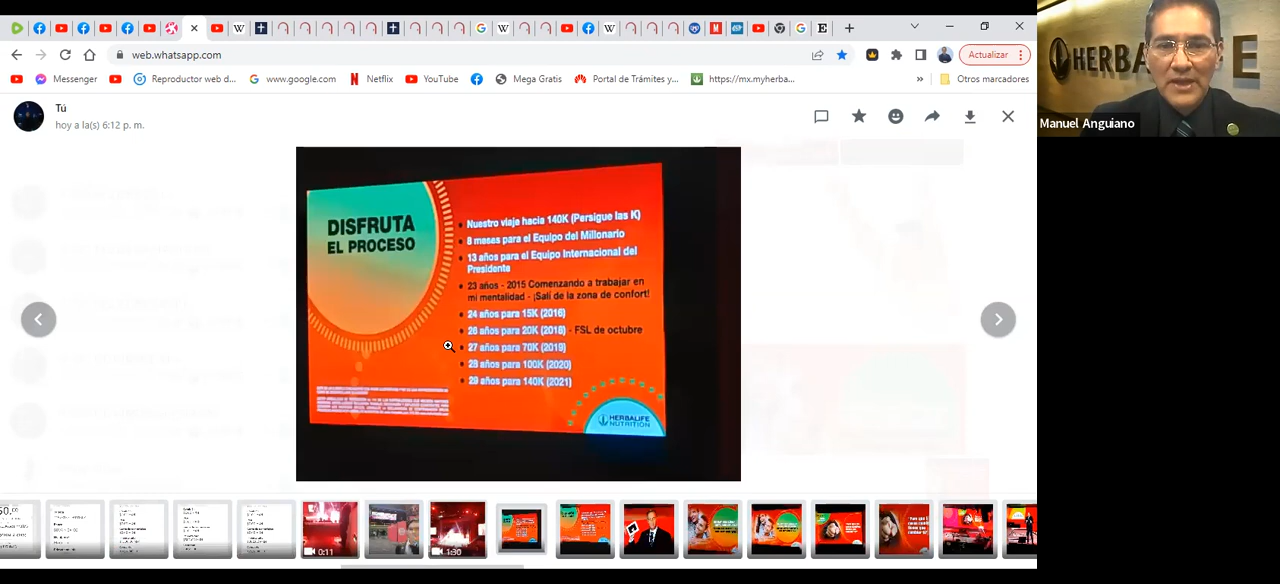 web.whatsapp.com
Actualizar
Messenger
Reproductor web d...
www.google.com
Netflix
YouTube
Mega Gratis
Portal de Trámites y...
https://mx.myherba...
»
Otros marcadores
Tú
hoy a la(s) 6:12 p. m.
DISFRUTA
EL PROCESO
• Nuestro viaje hacia 140K (Persigue las K)
• 8 meses para el Equipo del Millonario
• 13 años para el Equipo Internacional del
Presidente
• 23 años - 2015 Comenzando a trabajar en
mi mentalidad - ¡Salí de la zona de confort!
• 24 años para 15K (2016)
• 26 años para 20K (2018) - FSL de octubre
• 27 años para 70K (2019)
• 28 años para 100K (2020)
• 29 años para 140K (2021)
HERBALIFE
NUTRITION
0:11
1:30
HERBA E
Manuel Anguiano